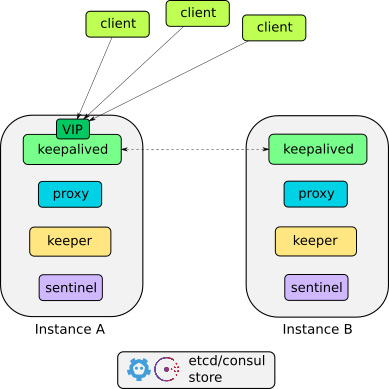 client
client
client
VIP
keepalived
keepalived
proxy
proxy
keeper
keeper
sentinel
sentinel
Instance A
Instance B
etcd/consul
store